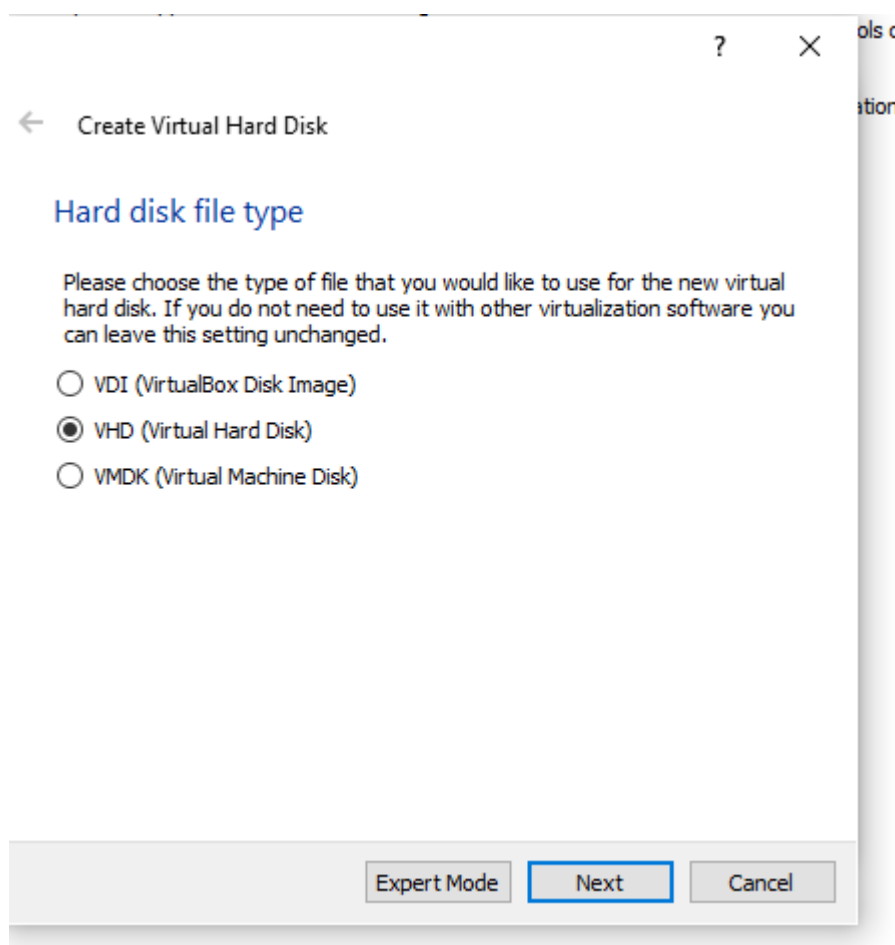 ?
Create Virtual Hard Disk
Hard disk file type
Please choose the type of file that you would like to use for the new virtual
hard disk. If you do not need to use it with other virtualization software you
can leave this setting unchanged.
VDI (VirtualBox Disk Image)
VHD (Virtual Hard Disk)
VMDK (Virtual Machine Disk)
Expert Mode
Next
Cancel